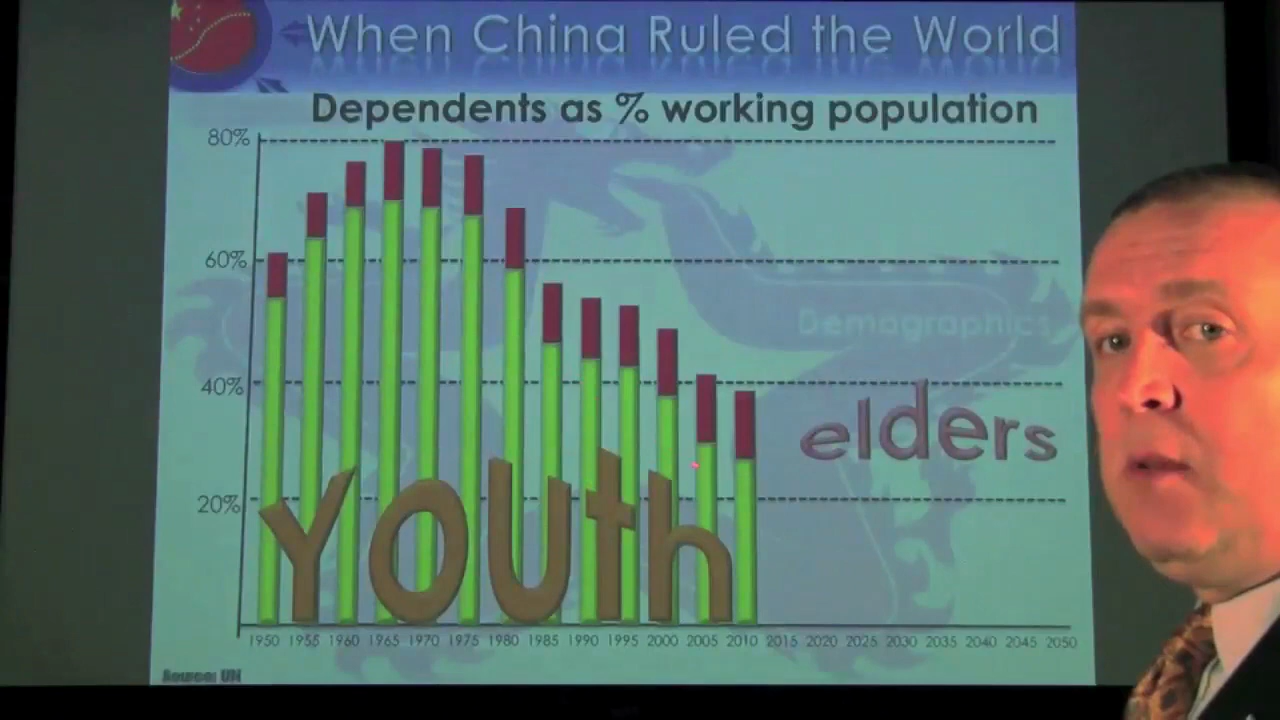 When China Ruled the World
Dependents as % working population
80%
60%
Demographics
40%
elders
20%
Youth
1950 1955 1960 1965 1970 1975 1980 1985 1990 1995 2000 2005 2010 2015 2020 2025 2030 2035 2040 2045 2050
Source: UN